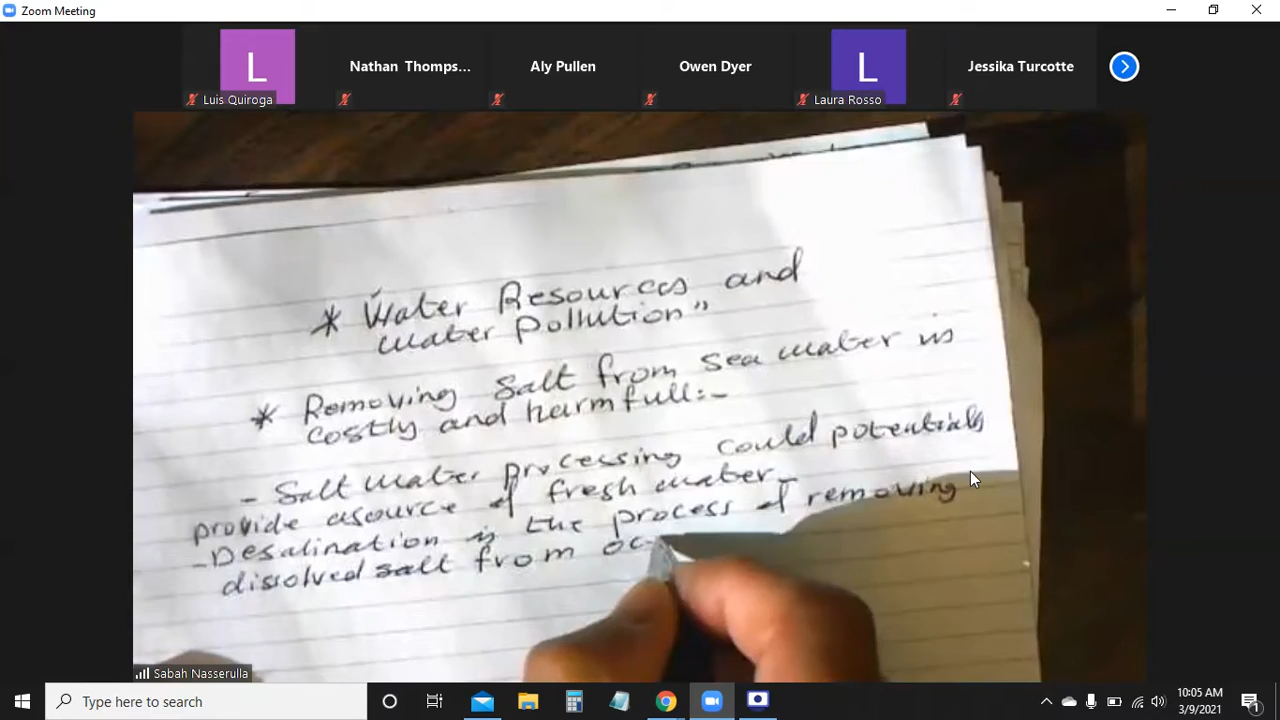 Zoom Meeting
L
Nathan Thomps...
Aly Pullen
Owen Dyer
L
Jessika Turcotte
Luis Quiroga
Laura Rosso
* "Water Resources and
water pollution"
* Removing Salt from sea water is
costly and harmfull:-
- Salt water processing could potentially
provide a source of fresh water-
- Desalination is the process of removing
dissolved salt from oc
Sabah Nasserulla
Type here to search
10:05 AM
3/9/2021
1